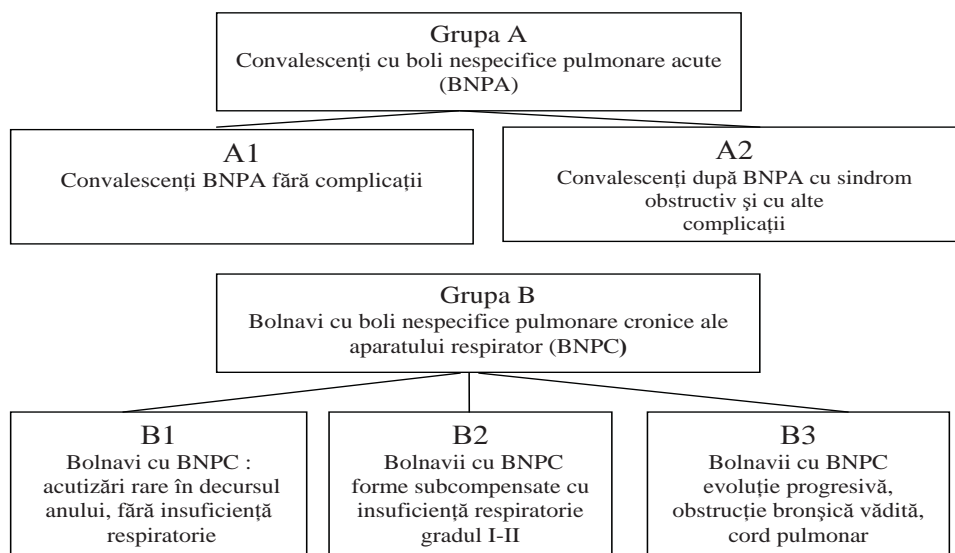 Grupa A
Convalescenți cu boli nespecifice pulmonare acute
(BNPA)
A1
Convalescenți BNPA fără complicații
A2
Convalescenți după BNPA cu sindrom
obstructiv şi cu alte
complicații
Grupa B
Bolnavi cu boli nespecifice pulmonare cronice ale
aparatului respirator (BNPC)
B1
Bolnavi cu BNPC :
acutizări rare în decursul
anului, fără insuficiență
respiratorie
B2
Bolnavii cu BNPC
forme subcompensate cu
insuficiență respiratorie
gradul I-II
B3
Bolnavii cu BNPC
evoluție progresivă,
obstrucție bronşică vădită,
cord pulmonar